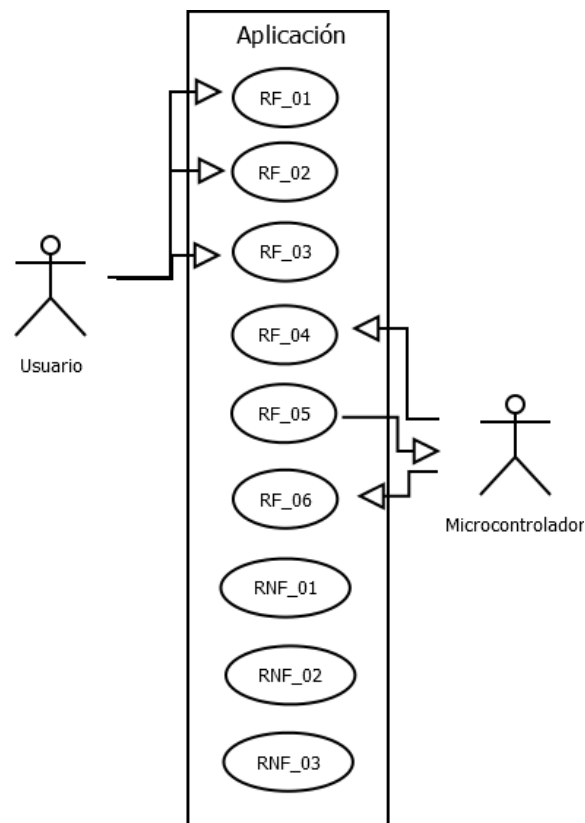 Aplicación
RF_01
RF_02
RF_03
Usuario
RF_04
RF_05
RF_06
Microcontrolador
RNF_01
RNF_02
RNF_03